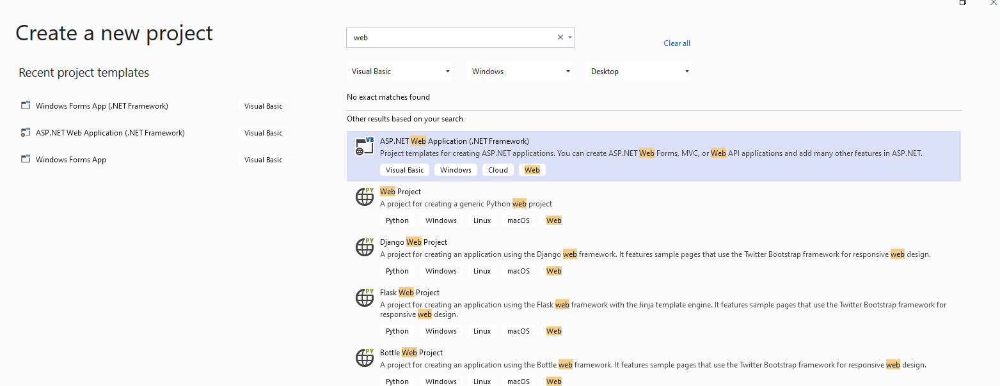 Create a new project
Recent project templates
Windows Forms App (.NET Framework)
Visual Basic
ASP.NET Web Application (.NET Framework)
Visual Basic
Windows Forms App
Visual Basic
web
Clear all
Visual Basic
Windows
Desktop
No exact matches found
Other results based on your search
VB
ASP.NET Web Application (.NET Framework)
Project templates for creating ASP.NET applications. You can create ASP.NET Web Forms, MVC, or Web API applications and add many other features in ASP.NET.
Visual Basic Windows Cloud Web
PY
Web Project
A project for creating a generic Python web project
Python Windows Linux macOS Web
PY
Django Web Project
A project for creating an application using the Django web framework. It features sample pages that use the Twitter Bootstrap framework for responsive web design.
Python Windows Linux macOS Web
PY
Flask Web Project
A project for creating an application using the Flask web framework with the Jinja template engine. It features sample pages that use the Twitter Bootstrap framework for
responsive web design.
Python Windows Linux macOS Web
PY
Bottle Web Project
A project for creating an application using the Bottle web framework. It features sample pages that use the Twitter Bootstrap framework for responsive web design.
Python Windows Linux macOS Web